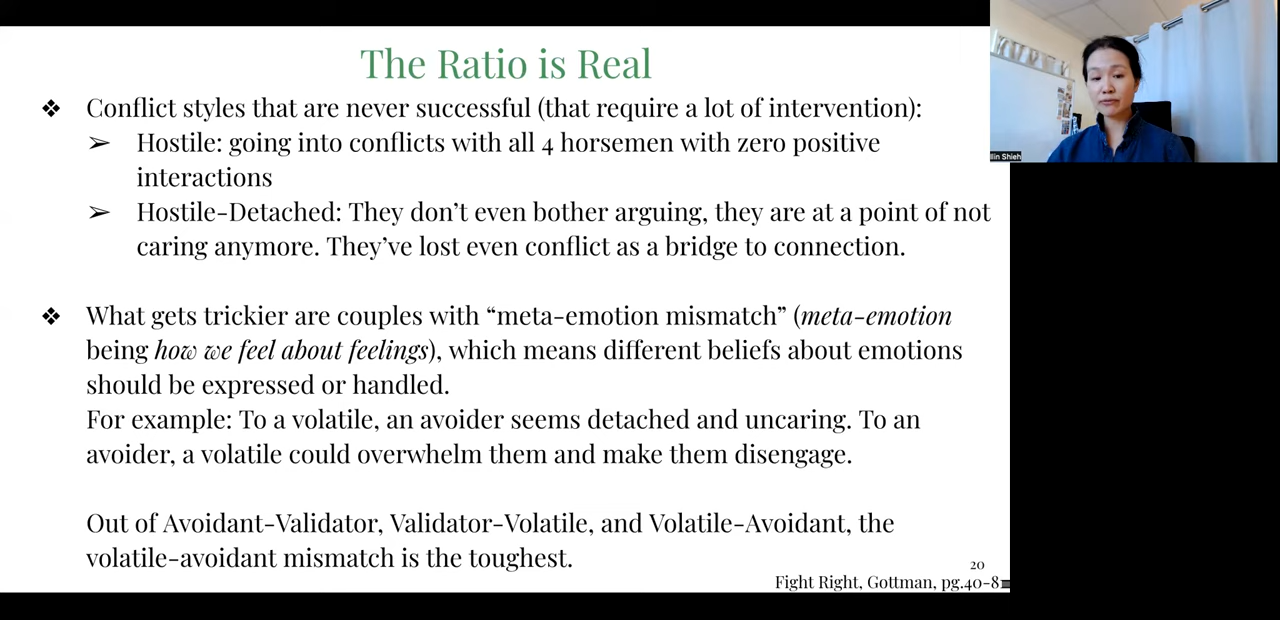 The Ratio is Real
❖ Conflict styles that are never successful (that require a lot of intervention):
➢ Hostile: going into conflicts with all 4 horsemen with zero positive
interactions
➢ Hostile-Detached: They don’t even bother arguing, they are at a point of not
caring anymore. They’ve lost even conflict as a bridge to connection.
❖ What gets trickier are couples with “meta-emotion mismatch” (meta-emotion
being how we feel about feelings), which means different beliefs about emotions
should be expressed or handled.
For example: To a volatile, an avoider seems detached and uncaring. To an
avoider, a volatile could overwhelm them and make them disengage.
Out of Avoidant-Validator, Validator-Volatile, and Volatile-Avoidant, the
volatile-avoidant mismatch is the toughest.
20
Fight Right, Gottman, pg.40-8
Shieh